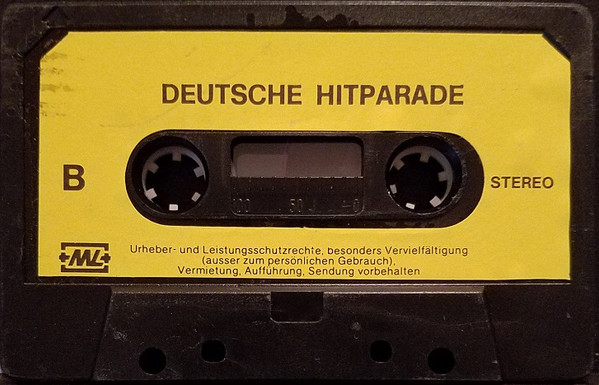 DEUTSCHE HITPARADE
B
STEREO
100 50 0
ML
Urheber- und Leistungsschutzrechte, besonders Vervielfältigung
(ausser zum persönlichen Gebrauch),
Vermietung, Aufführung, Sendung vorbehalten